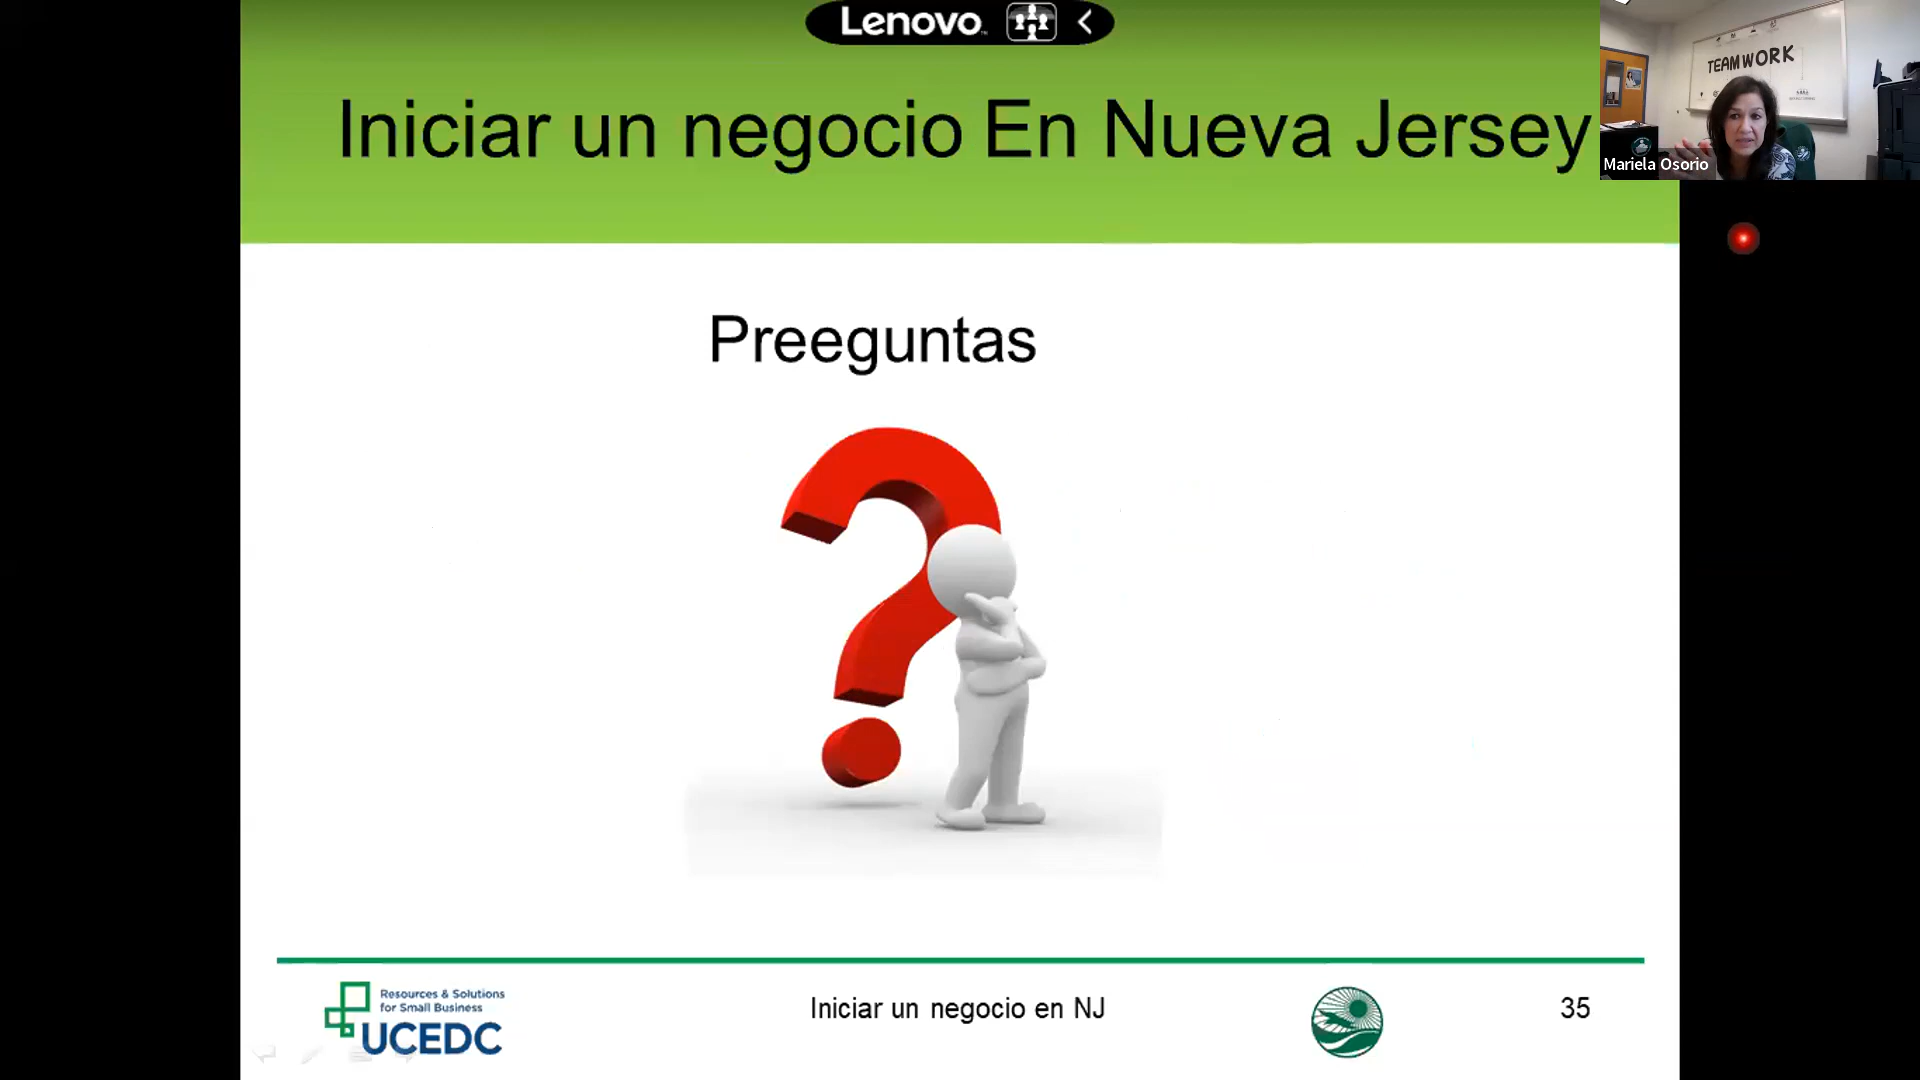 Lenovo
Iniciar un negocio En Nueva Jersey
TEAMWORK
Mariela Osorio
Preeguntas
Resources & Solutions
for Small Business
UCEDC
Iniciar un negocio en NJ
35